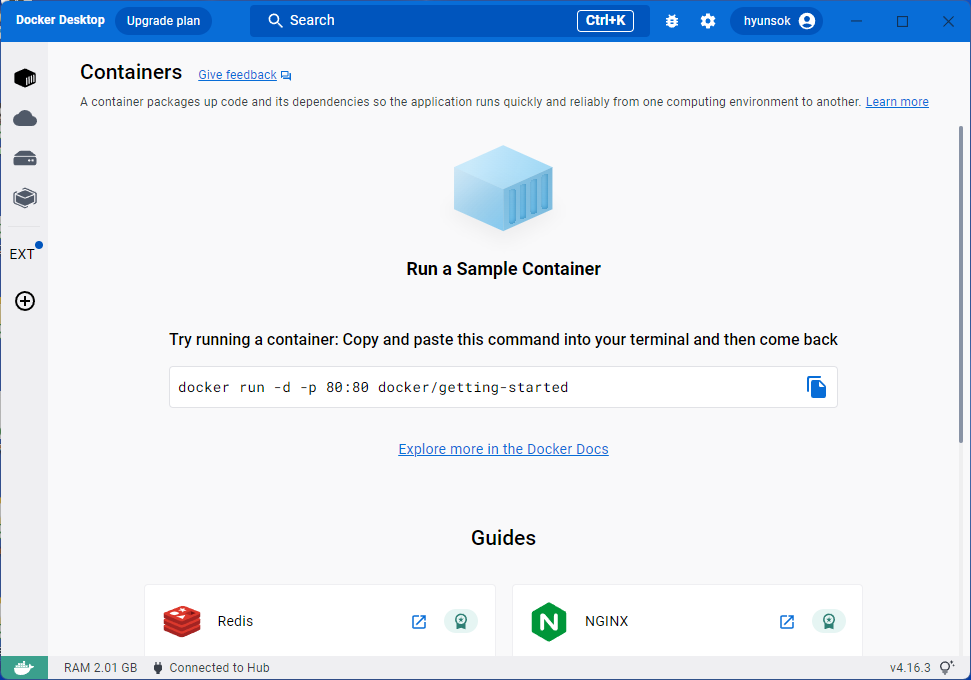 Docker Desktop Upgrade plan Search Ctrl+K hyunsok
Containers Give feedback
A container packages up code and its dependencies so the application runs quickly and reliably from one computing environment to another. Learn more
EXT
Run a Sample Container
Try running a container: Copy and paste this command into your terminal and then come back
docker run -d -p 80:80 docker/getting-started
Explore more in the Docker Docs
Guides
Redis
NGINX
RAM 2.01 GB Connected to Hub v4.16.3